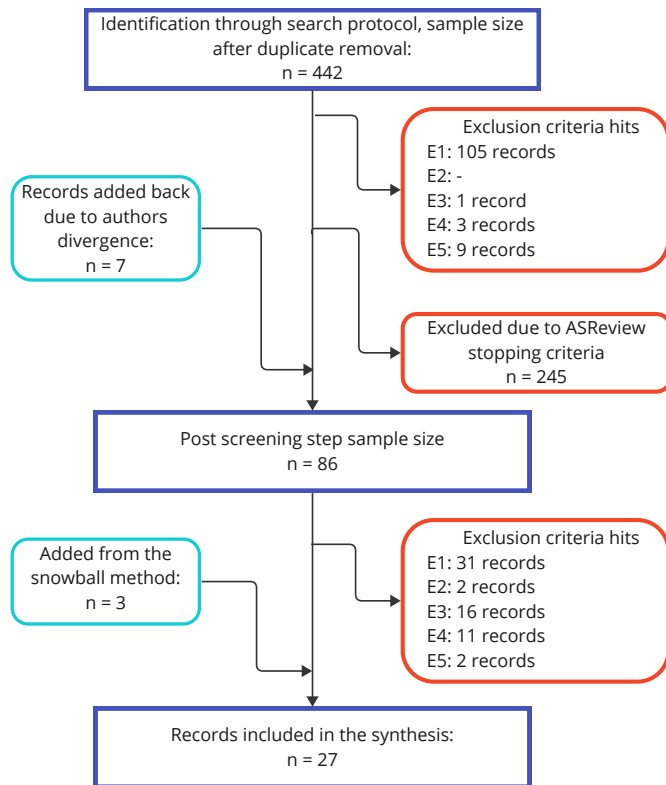 Identification through search protocol, sample size
after duplicate removal:
n = 442
Exclusion criteria hits
E1: 105 records
E2: -
E3: 1 record
E4: 3 records
E5: 9 records
Records added back
due to authors
divergence:
n = 7
Excluded due to ASReview
stopping criteria
n = 245
Post screening step sample size
n = 86
Exclusion criteria hits
E1: 31 records
E2: 2 records
E3: 16 records
E4: 11 records
E5: 2 records
Added from the
snowball method:
n = 3
Records included in the synthesis:
n = 27